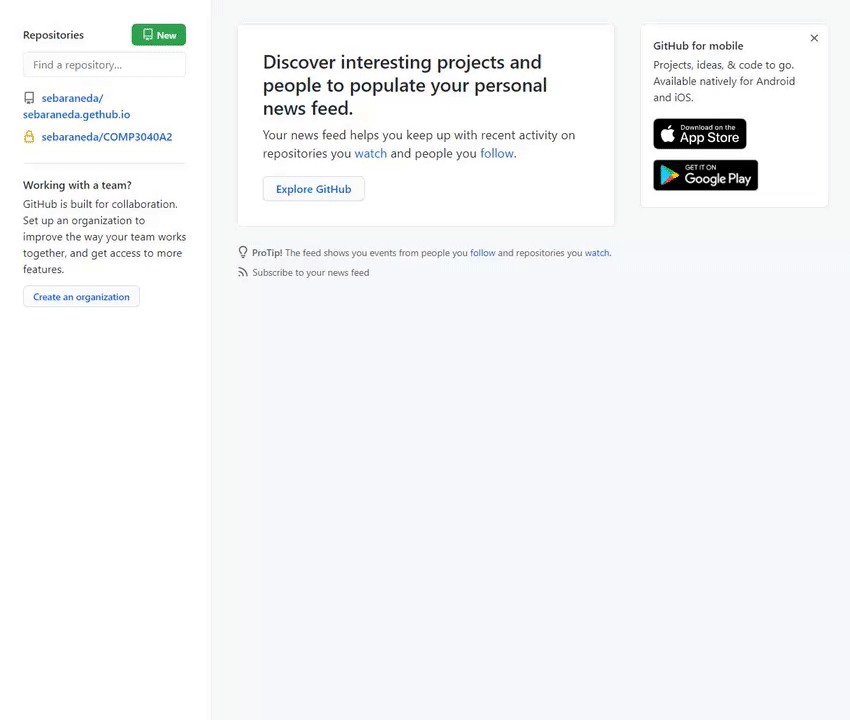 Repositories
New
Find a repository...
sebaraneda/
sebaraneda.gethub.io
sebaraneda/COMP3040A2
Working with a team?
GitHub is built for collaboration.
Set up an organization to
improve the way your team works
together, and get access to more
features.
Create an organization
Discover interesting projects and
people to populate your personal
news feed.
Your news feed helps you keep up with recent activity on
repositories you watch and people you follow.
Explore GitHub
ProTip! The feed shows you events from people you follow and repositories you watch.
Subscribe to your news feed
GitHub for mobile
Projects, ideas, & code to go.
Available natively for Android
and iOS.
Download on the
App Store
GET IT ON
Google Play